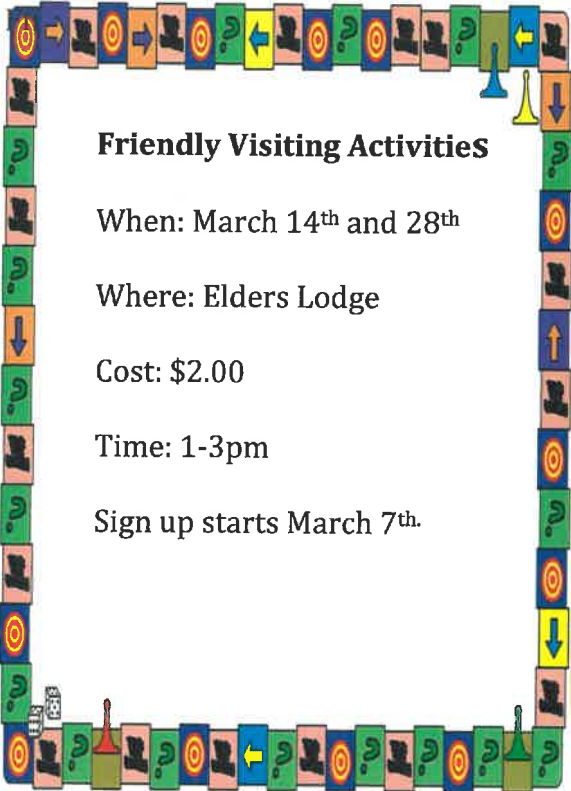 Friendly Visiting Activities
When: March 14th and 28th
Where: Elders Lodge
Cost: $2.00
Time: 1-3pm
Sign up starts March 7th.